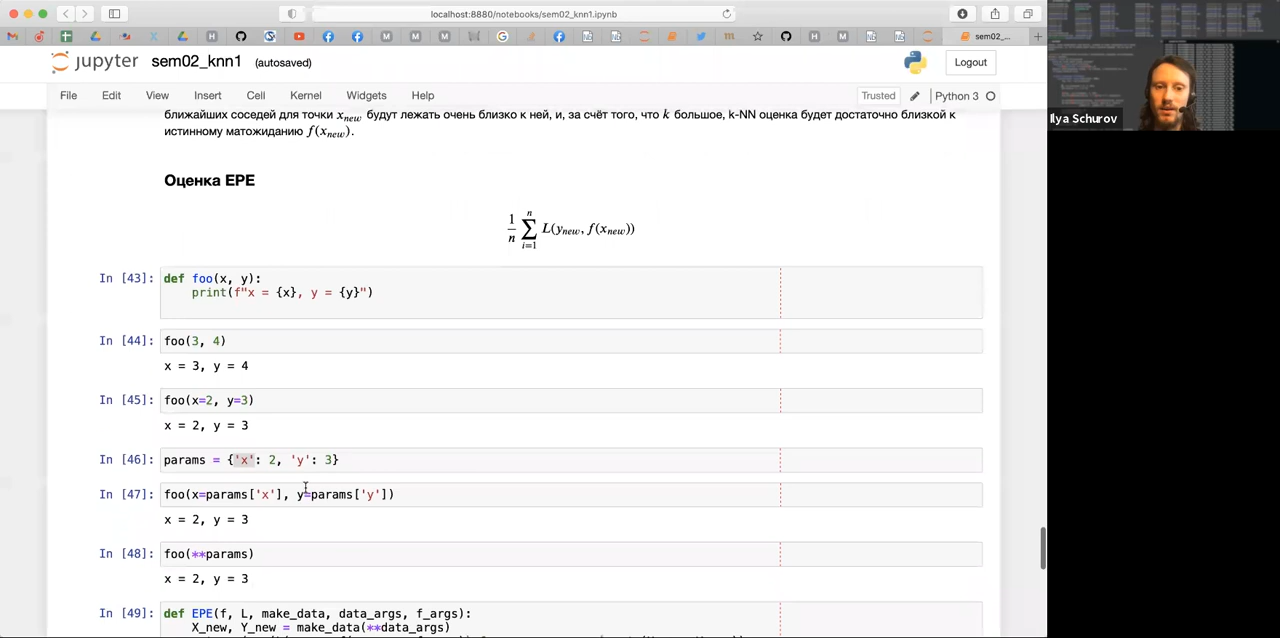 localhost:8880/notebooks/sem02_knn1.ipynb
sem02_...
jupyter sem02_knn1 (autosaved)
Logout
File Edit View Insert Cell Kernel Widgets Help
Trusted Python 3
Ilya Schurov
ближайших соседей для точки x_new будут лежать очень близко к ней, и, за счёт того, что k большое, k-NN оценка будет достаточно близкой к
истинному матожиданию f(x_new).
Оценка EPE
1/n ∑_{i=1}^{n} L(y_new, f(x_new))
In [43]: def foo(x, y):
print(f"x = {x}, y = {y}")
In [44]: foo(3, 4)
x = 3, y = 4
In [45]: foo(x=2, y=3)
x = 2, y = 3
In [46]: params = {'x': 2, 'y': 3}
In [47]: foo(x=params['x'], y=params['y'])
x = 2, y = 3
In [48]: foo(**params)
x = 2, y = 3
In [49]: def EPE(f, L, make_data, data_args, f_args):
X_new, Y_new = make_data(**data_args)